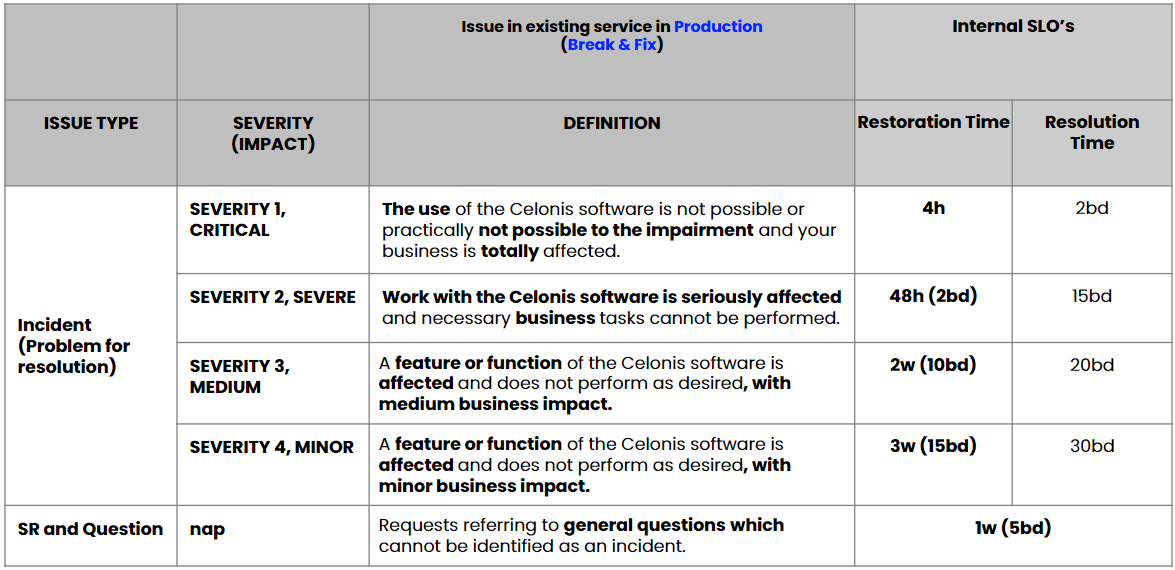 Issue in existing service in Production
(Break & Fix)
Internal SLO’s
ISSUE TYPE
SEVERITY
(IMPACT)
DEFINITION
Restoration Time
Resolution
Time
Incident
(Problem for
resolution)
SEVERITY 1,
CRITICAL
The use of the Celonis software is not possible or
practically not possible to the impairment and your
business is totally affected.
4h
2bd
SEVERITY 2, SEVERE
Work with the Celonis software is seriously affected
and necessary business tasks cannot be performed.
48h (2bd)
15bd
SEVERITY 3,
MEDIUM
A feature or function of the Celonis software is
affected and does not perform as desired, with
medium business impact.
2w (10bd)
20bd
SEVERITY 4, MINOR
A feature or function of the Celonis software is
affected and does not perform as desired, with
minor business impact.
3w (15bd)
30bd
SR and Question
nap
Requests referring to general questions which
cannot be identified as an incident.
1w (5bd)